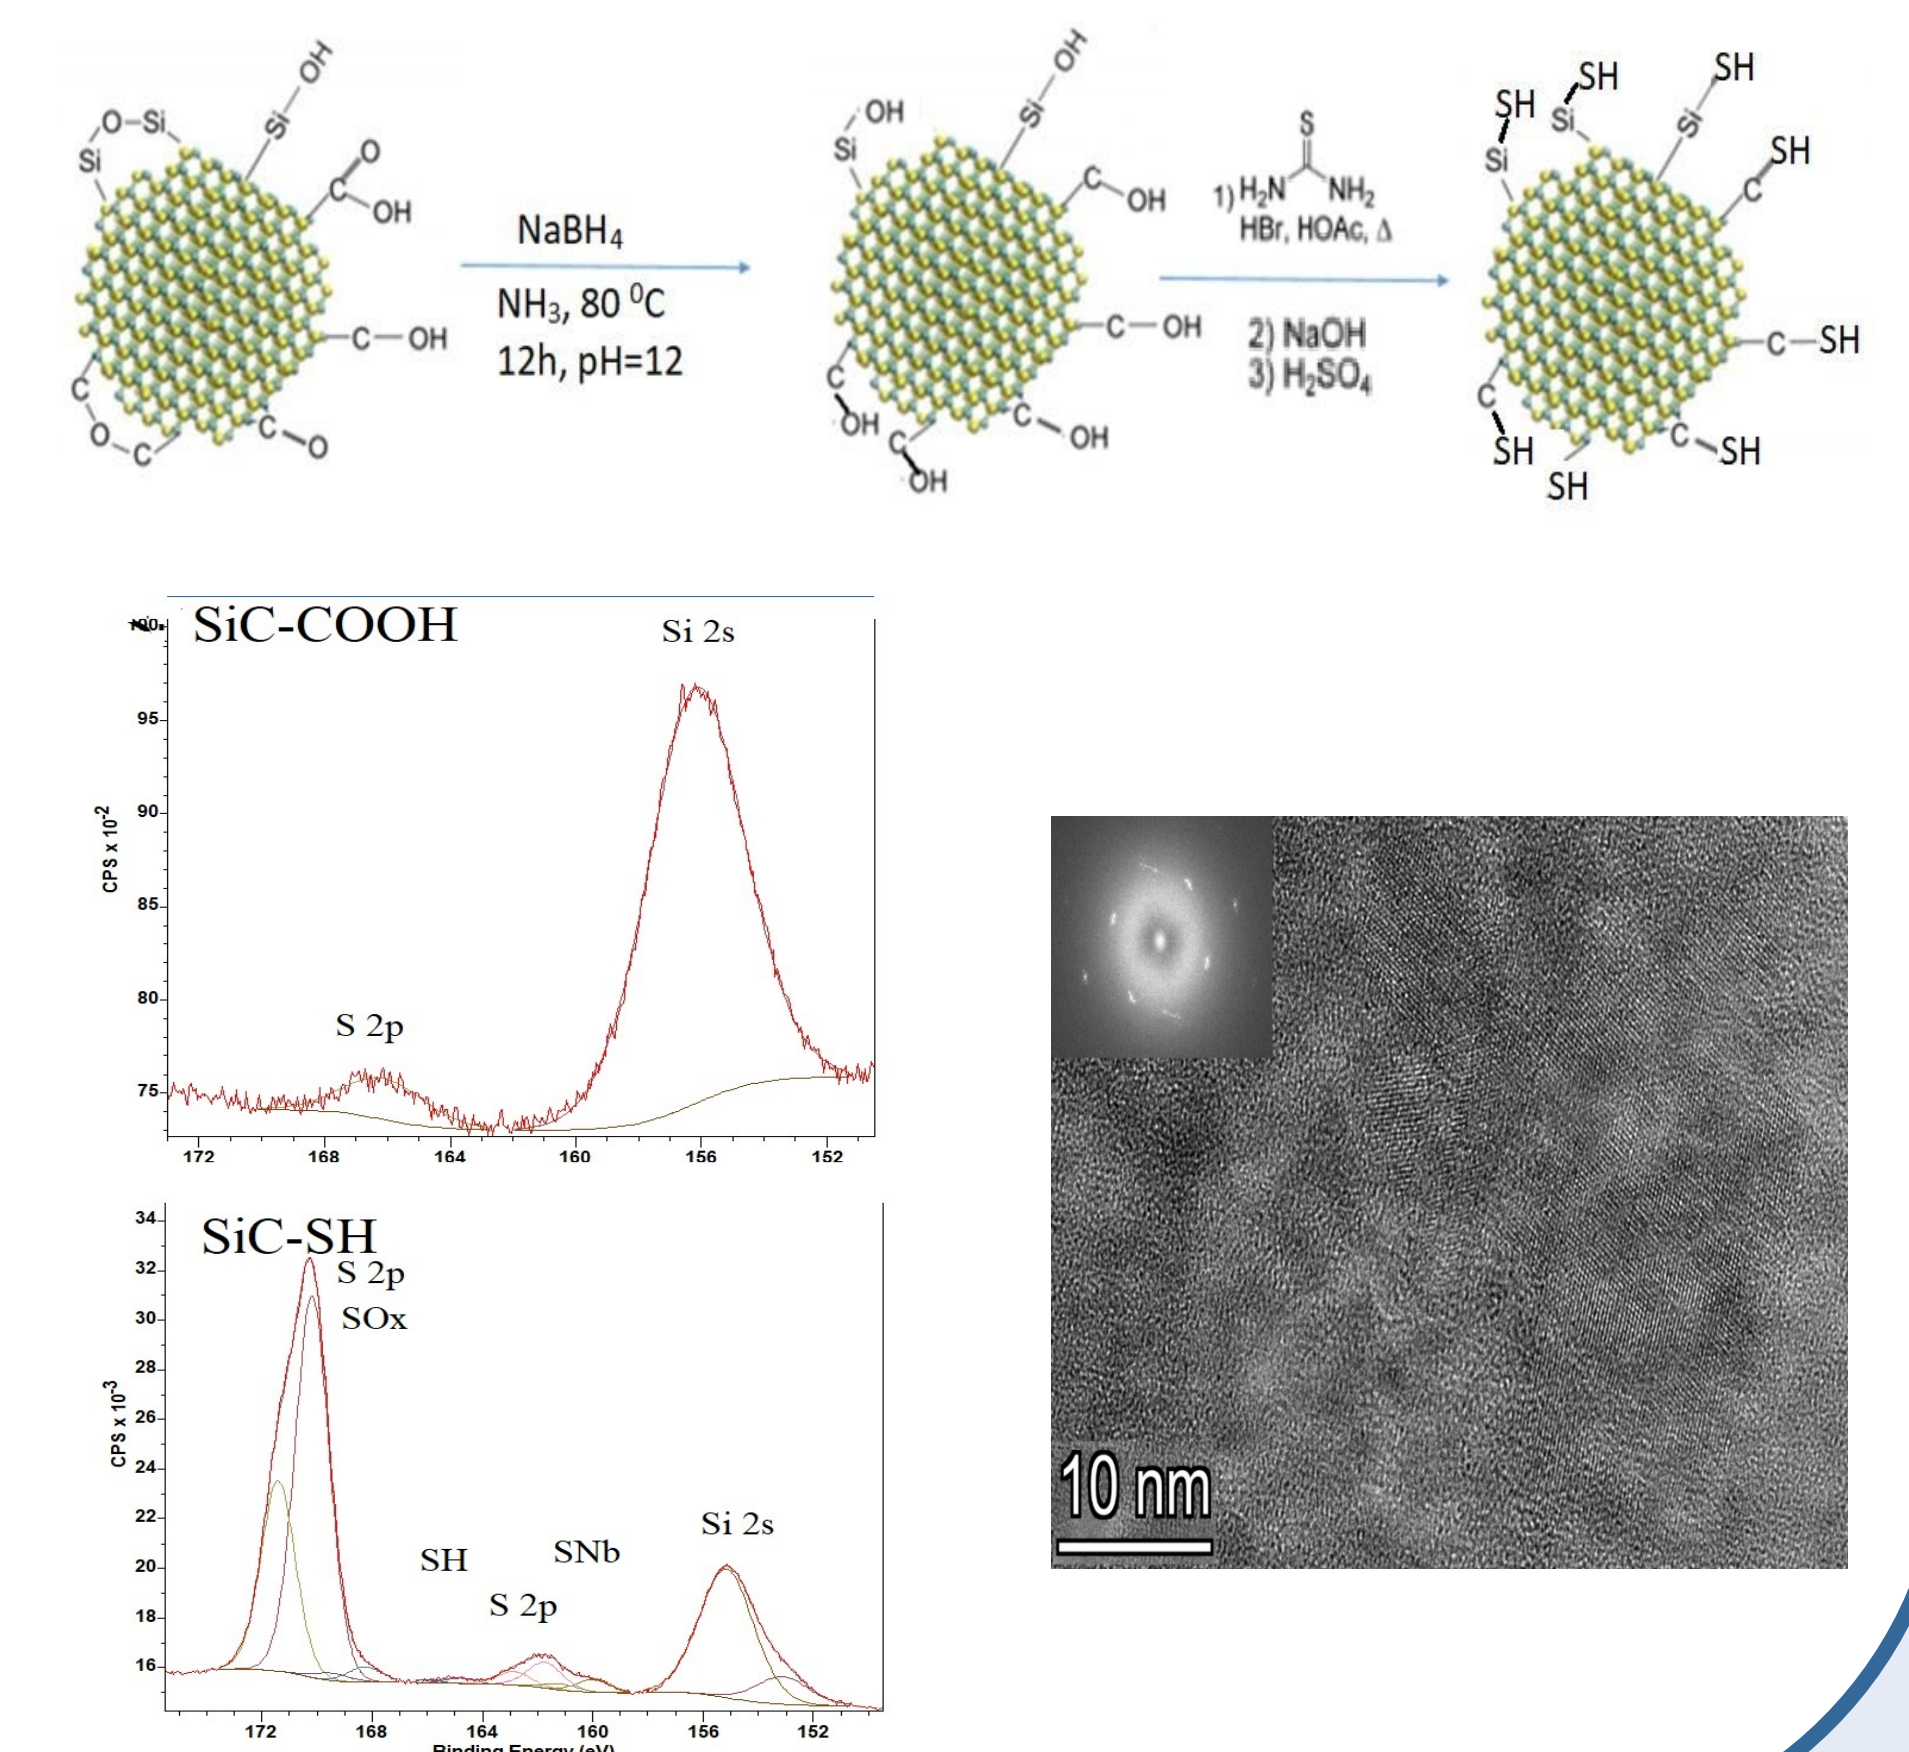 OH
O–Si
Si
Si
O
C
OH
C—OH
C
O
C
C
O
NaBH4
NH3, 80 0C
12h, pH=12
OH
OH
Si
Si
C
OH
C—OH
C
OH
C
OH
C
OH
S
1) H2N NH2
HBr, HOAc, Δ
2) NaOH
3) H2SO4
SH
SH
SH
Si
Si
Si
SH
C
C—SH
C
SH
C
SH
SH
SiC-COOH
Si 2s
S 2p
100
95
90
85
80
75
CPS x 10-2
172 168 164 160 156 152
SiC-SH
S 2p
SOx
SH
S 2p
SNb
Si 2s
34
32
30
28
26
24
22
20
18
16
CPS x 10-3
172 168 164 160 156 152
Binding Energy (eV)
10 nm